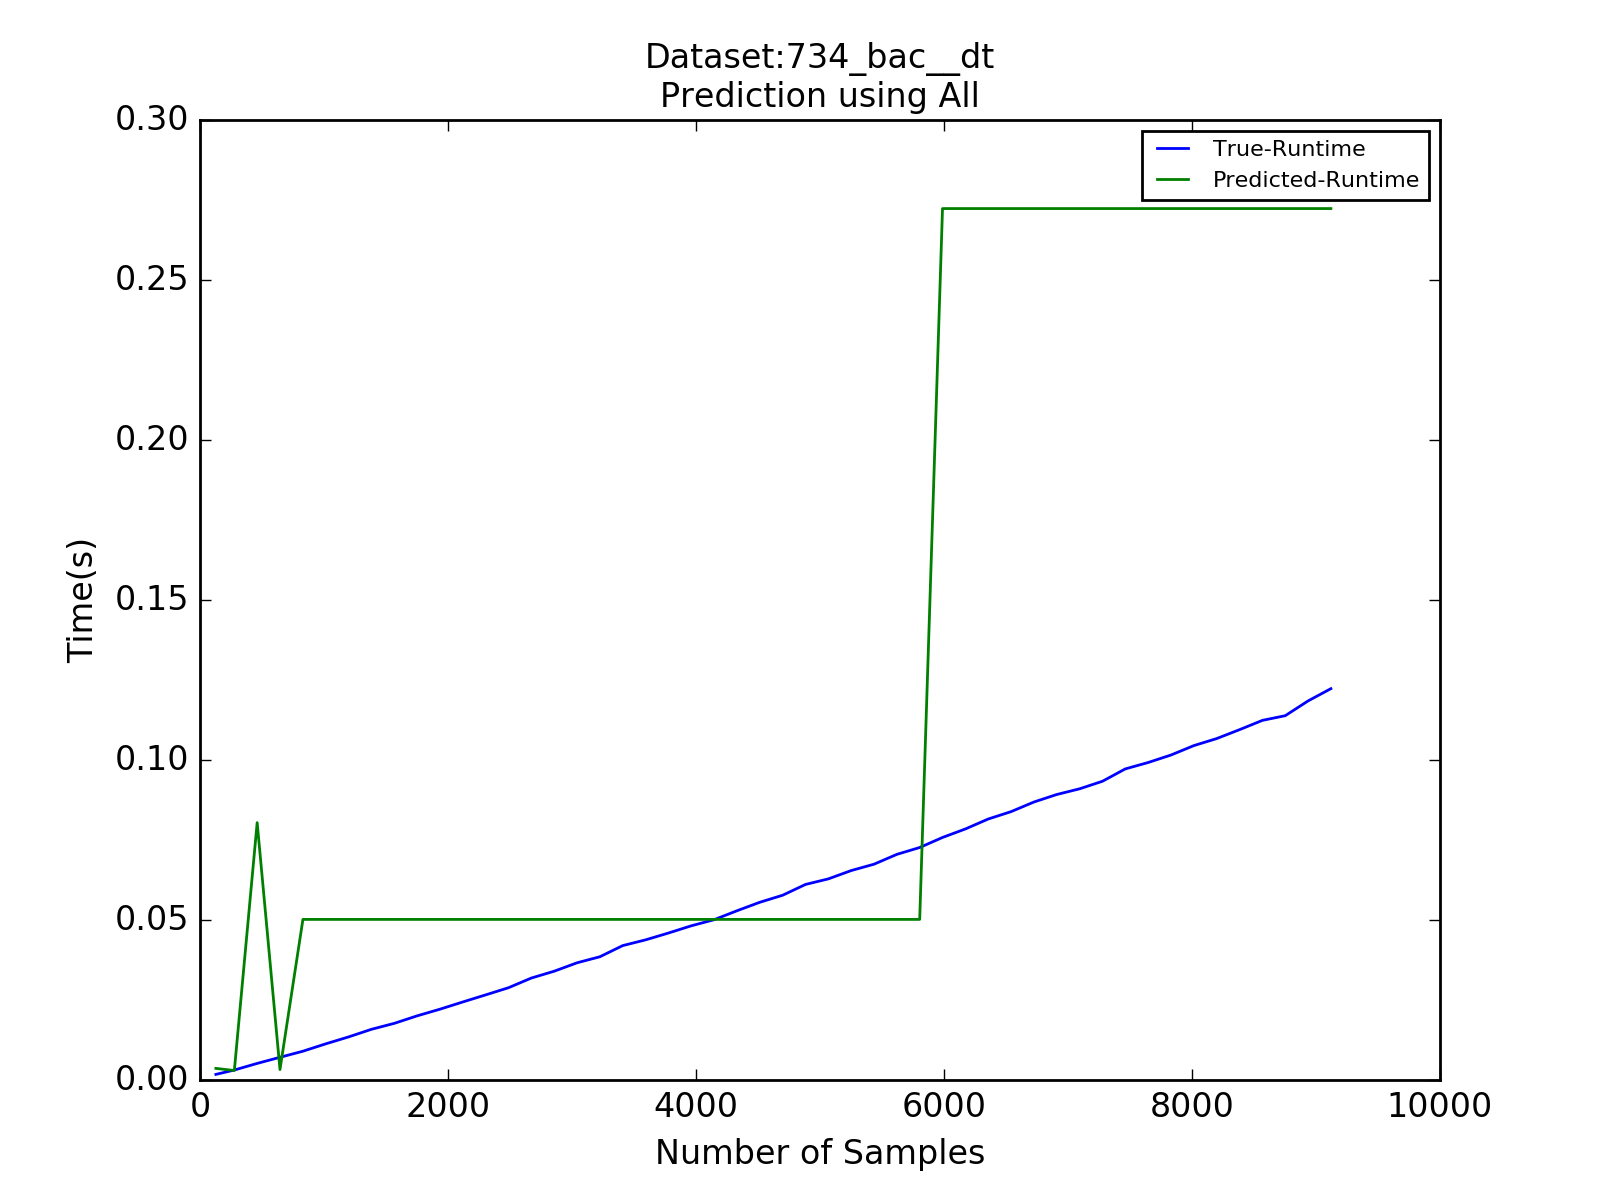 Dataset:734_bac__dt
Prediction using All
True-Runtime
Predicted-Runtime
0.30
0.25
0.20
0.15
0.10
0.05
0.00
Time(s)
0 2000 4000 6000 8000 10000
Number of Samples